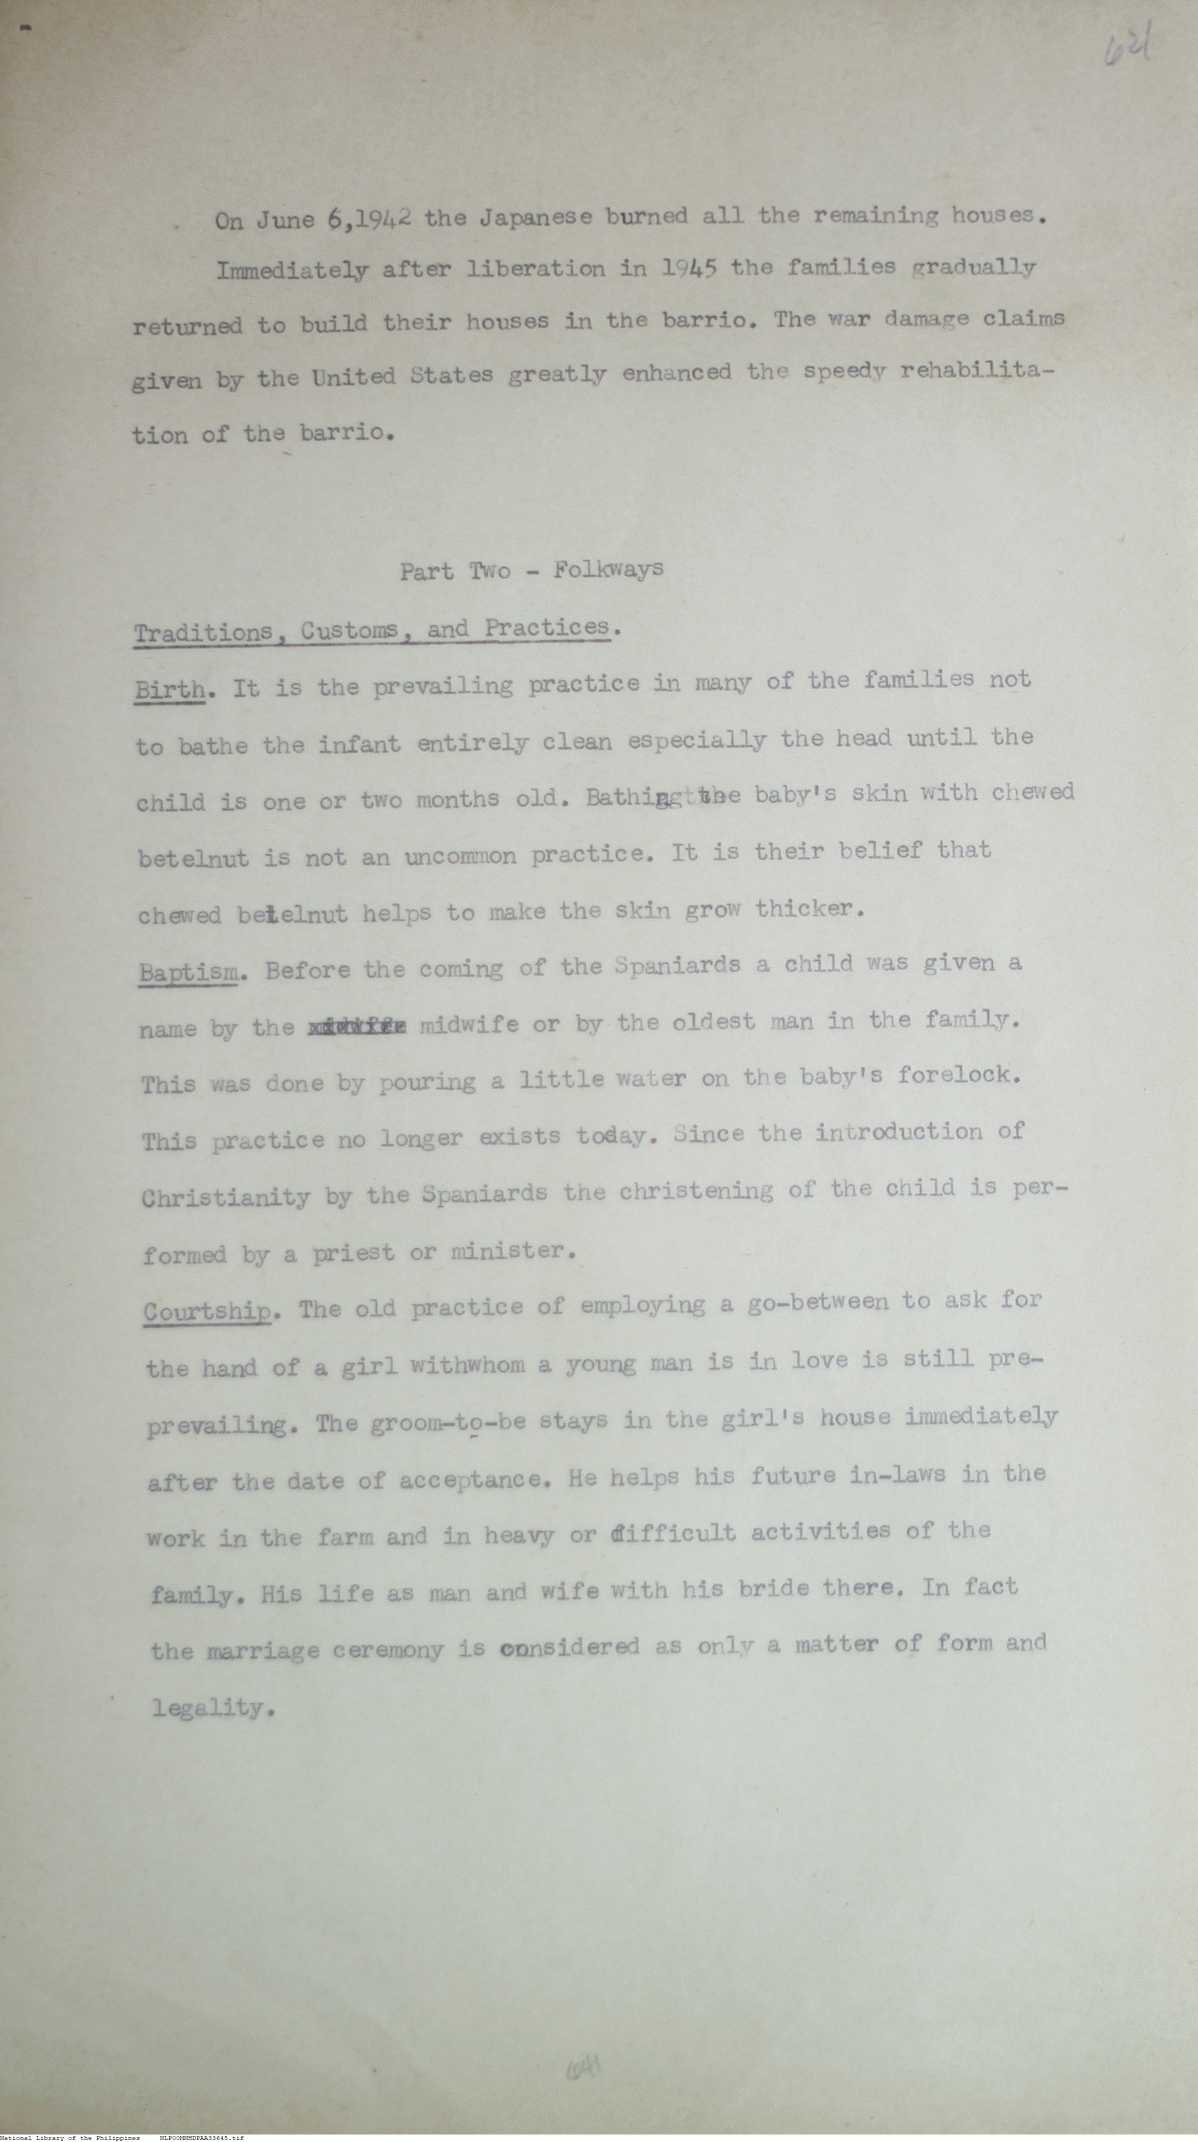 621
On June 6,1942 the Japanese burned all the remaining houses.
Immediately after liberation in 1945 the families gradually
returned to build their houses in the barrio. The war damage claims
given by the United States greatly enhanced the speedy rehabilita-
tion of the barrio.
Part Two - Folkways
Traditions, Customs, and Practices.
Birth. It is the prevailing practice in many of the families not
to bathe the infant entirely clean especially the head until the
child is one or two months old. Bathing the baby's skin with chewed
betelnut is not an uncommon practice. It is their belief that
chewed betelnut helps to make the skin grow thicker.
Baptism. Before the coming of the Spaniards a child was given a
name by the midwife or by the oldest man in the family.
This was done by pouring a little water on the baby's forelock.
This practice no longer exists today. Since the introduction of
Christianity by the Spaniards the christening of the child is per-
formed by a priest or minister.
Courtship. The old practice of employing a go-between to ask for
the hand of a girl withwhom a young man is in love is still pre-
prevailing. The groom-to-be stays in the girl's house immediately
after the date of acceptance. He helps his future in-laws in the
work in the farm and in heavy or difficult activities of the
family. His life as man and wife with his bride there. In fact
the marriage ceremony is considered as only a matter of form and
legality.
National Library of the Philippines